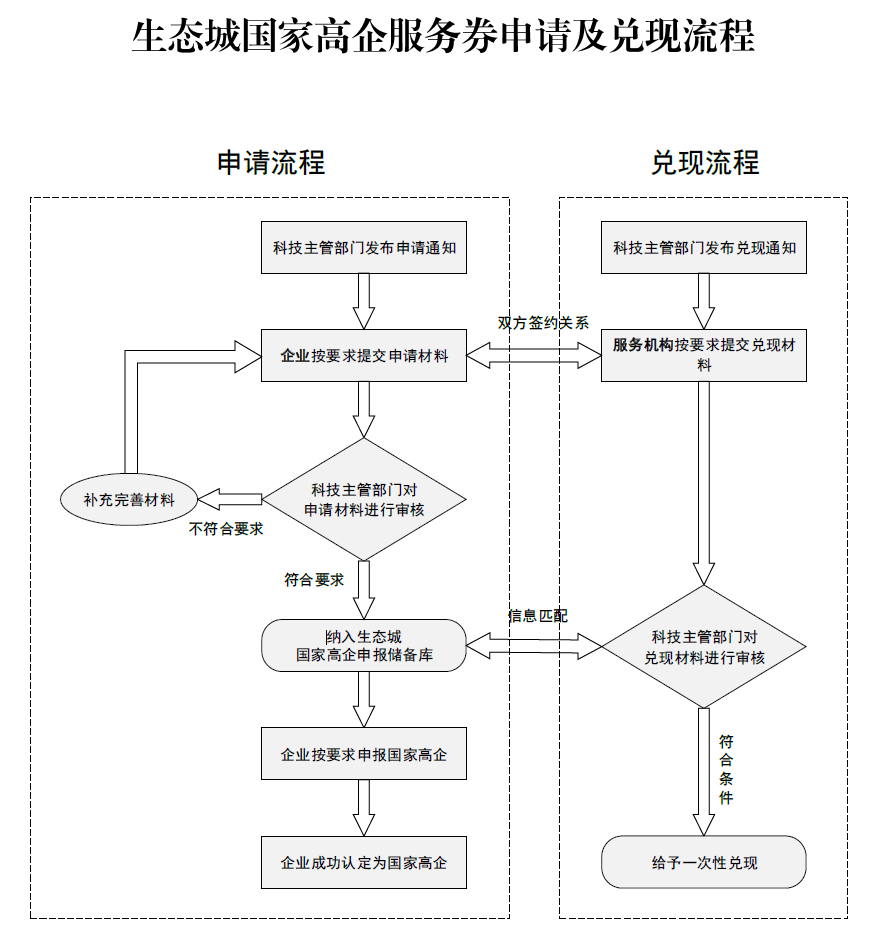 生态城国家高企服务券申请及兑现流程
申请流程
兑现流程
科技主管部门发布申请通知
科技主管部门发布兑现通知
双方签约关系
企业按要求提交申请材料
服务机构按要求提交兑现材
料
科技主管部门对
申请材料进行审核
补充完善材料
不符合要求
符合要求
信息匹配
纳入生态城
国家高企申报储备库
科技主管部门对
兑现材料进行审核
企业按要求申报国家高企
符
合
条
件
企业成功认定为国家高企
给予一次性兑现